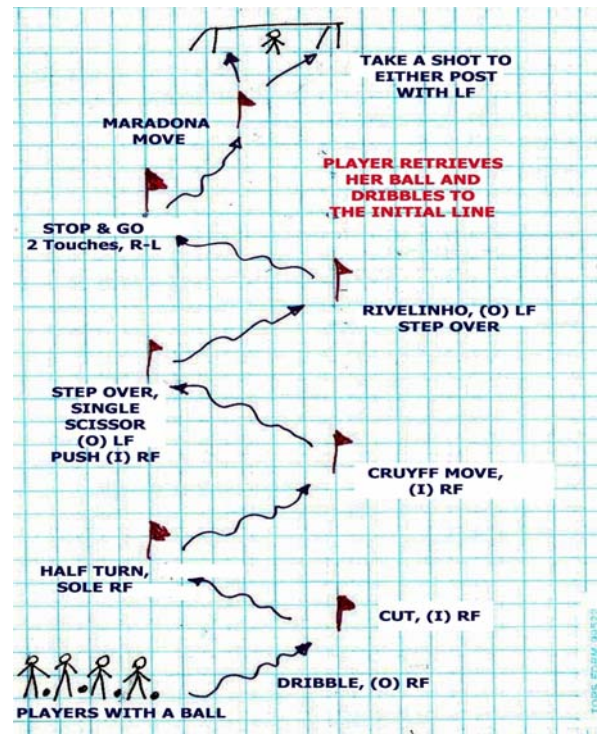 TAKE A SHOT TO
EITHER POST
WITH LF
MARADONA
MOVE
PLAYER RETRIEVES
HER BALL AND
DRIBBLES TO
THE INITIAL LINE
STOP & GO
2 Touches, R-L
RIVELINHO, (O) LF
STEP OVER
STEP OVER,
SINGLE
SCISSOR
(O) LF
PUSH (I) RF
CRUYFF MOVE,
(I) RF
HALF TURN,
SOLE RF
CUT, (I) RF
DRIBBLE, (O) RF
PLAYERS WITH A BALL